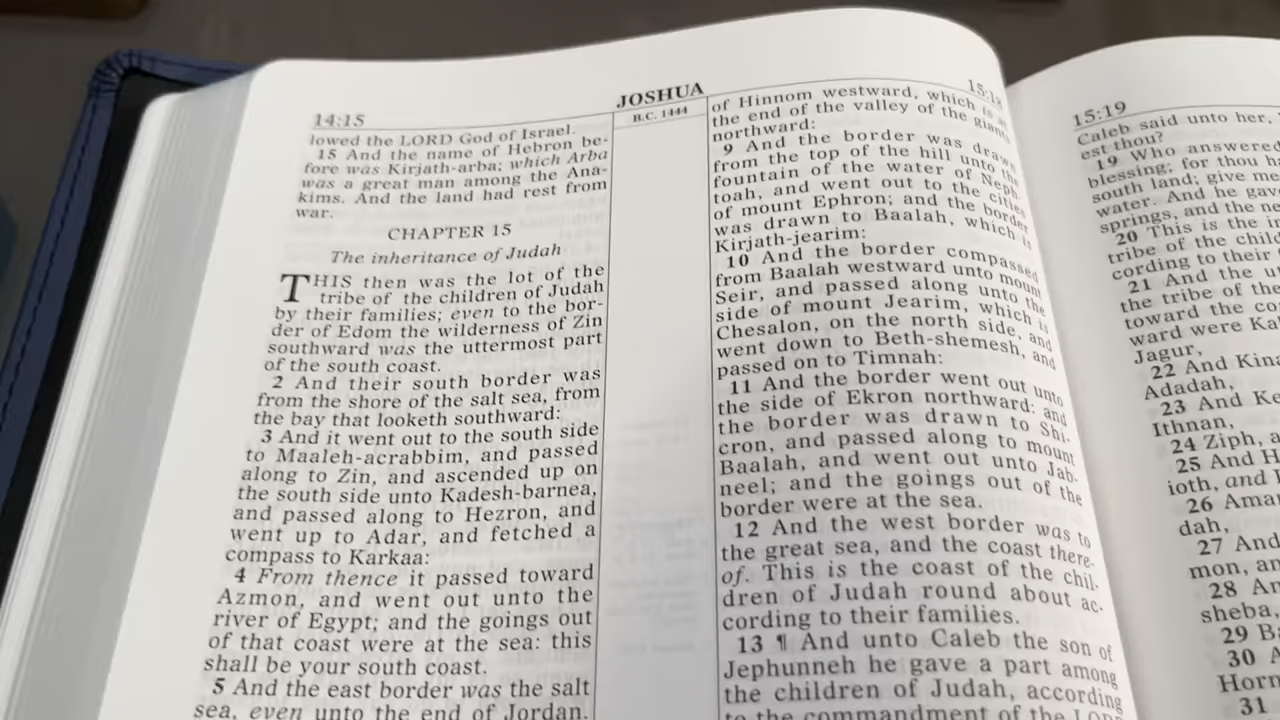 14:15
JOSHUA
B.C. 1444
lowed the LORD God of Israel.
15 And the name of Hebron be-
fore was Kirjath-arba; which Arba
was a great man among the Ana-
kims. And the land had rest from
war.
CHAPTER 15
The inheritance of Judah
THIS then was the lot of the
tribe of the children of Judah
by their families; even to the bor-
der of Edom the wilderness of Zin
southward was the uttermost part
of the south coast.
2 And their south border was
from the shore of the salt sea, from
the bay that looketh southward:
3 And it went out to the south side
to Maaleh-acrabbim, and passed
along to Zin, and ascended up on
the south side unto Kadesh-barnea,
and passed along to Hezron, and
went up to Adar, and fetched a
compass to Karkaa:
4 From thence it passed toward
Azmon, and went out unto the
river of Egypt; and the goings out
of that coast were at the sea: this
shall be your south coast.
5 And the east border was the salt
sea, even unto the end of Jordan.
of Hinnom westward, which is at
the end of the valley of the giants
northward:
9 And the border was drawn
from the top of the hill unto the
fountain of the water of Neph-
toah, and went out to the cities
of mount Ephron; and the border
was drawn to Baalah, which is
Kirjath-jearim:
10 And the border compassed
from Baalah westward unto mount
Seir, and passed along unto the
side of mount Jearim, which is
Chesalon, on the north side, and
went down to Beth-shemesh, and
passed on to Timnah:
11 And the border went out unto
the side of Ekron northward: and
the border was drawn to Shi-
cron, and passed along to mount
Baalah, and went out unto Jab-
neel; and the goings out of the
border were at the sea.
12 And the west border was to
the great sea, and the coast there-
of. This is the coast of the chil-
dren of Judah round about ac-
cording to their families.
13 ¶ And unto Caleb the son of
Jephunneh he gave a part among
the children of Judah, according
to the commandment of the LORD
15:19
Caleb said unto her,
est thou?
19 Who answered
blessing; for thou
south land; give me
water. And he gav
springs, and the
20 This is the
tribe of the
cording to their
21 And the
the tribe of the
toward the
ward were
Jagur,
22 And
Adadah,
23 And
Ithnan,
24 Ziph,
25 And
ioth, and
26
dah,
27 And
mon,
28
sheba,
29
30
31